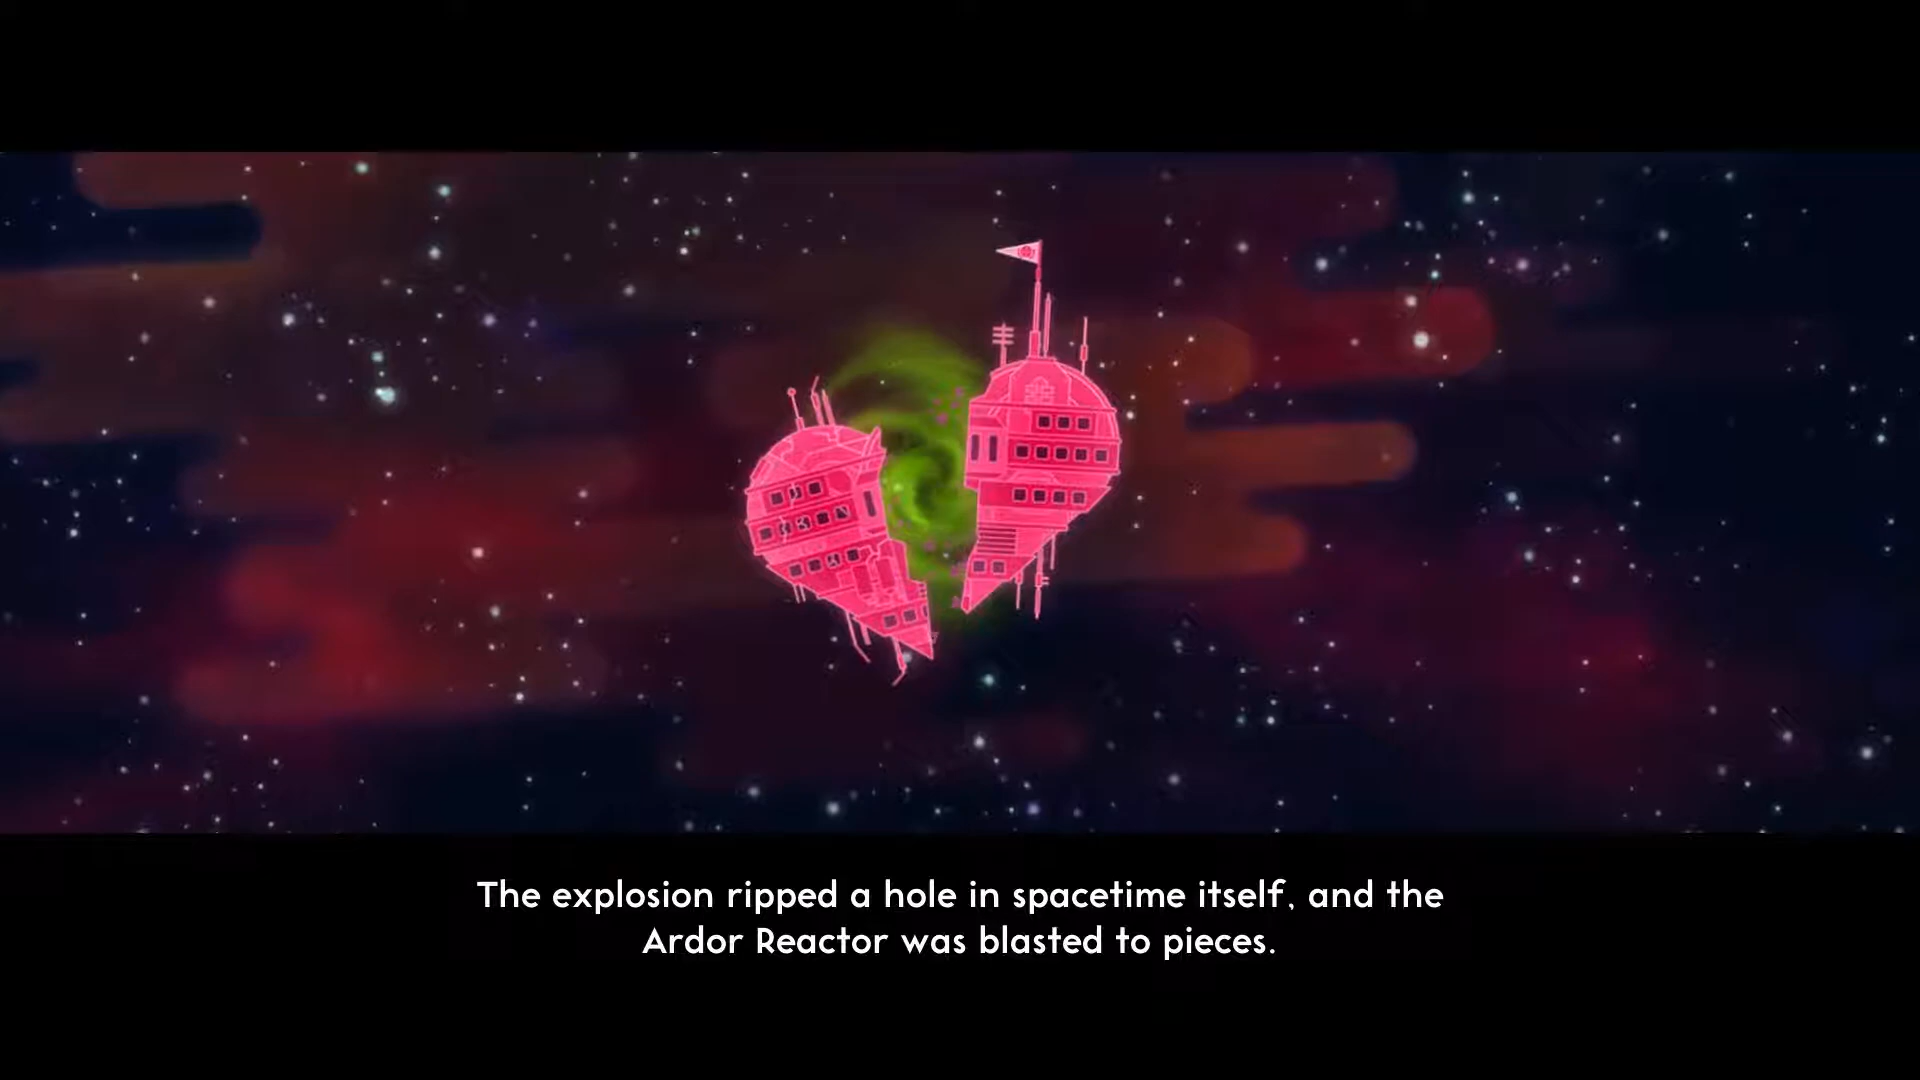 The explosion ripped a hole in spacetime itself, and the
Ardor Reactor was blasted to pieces.